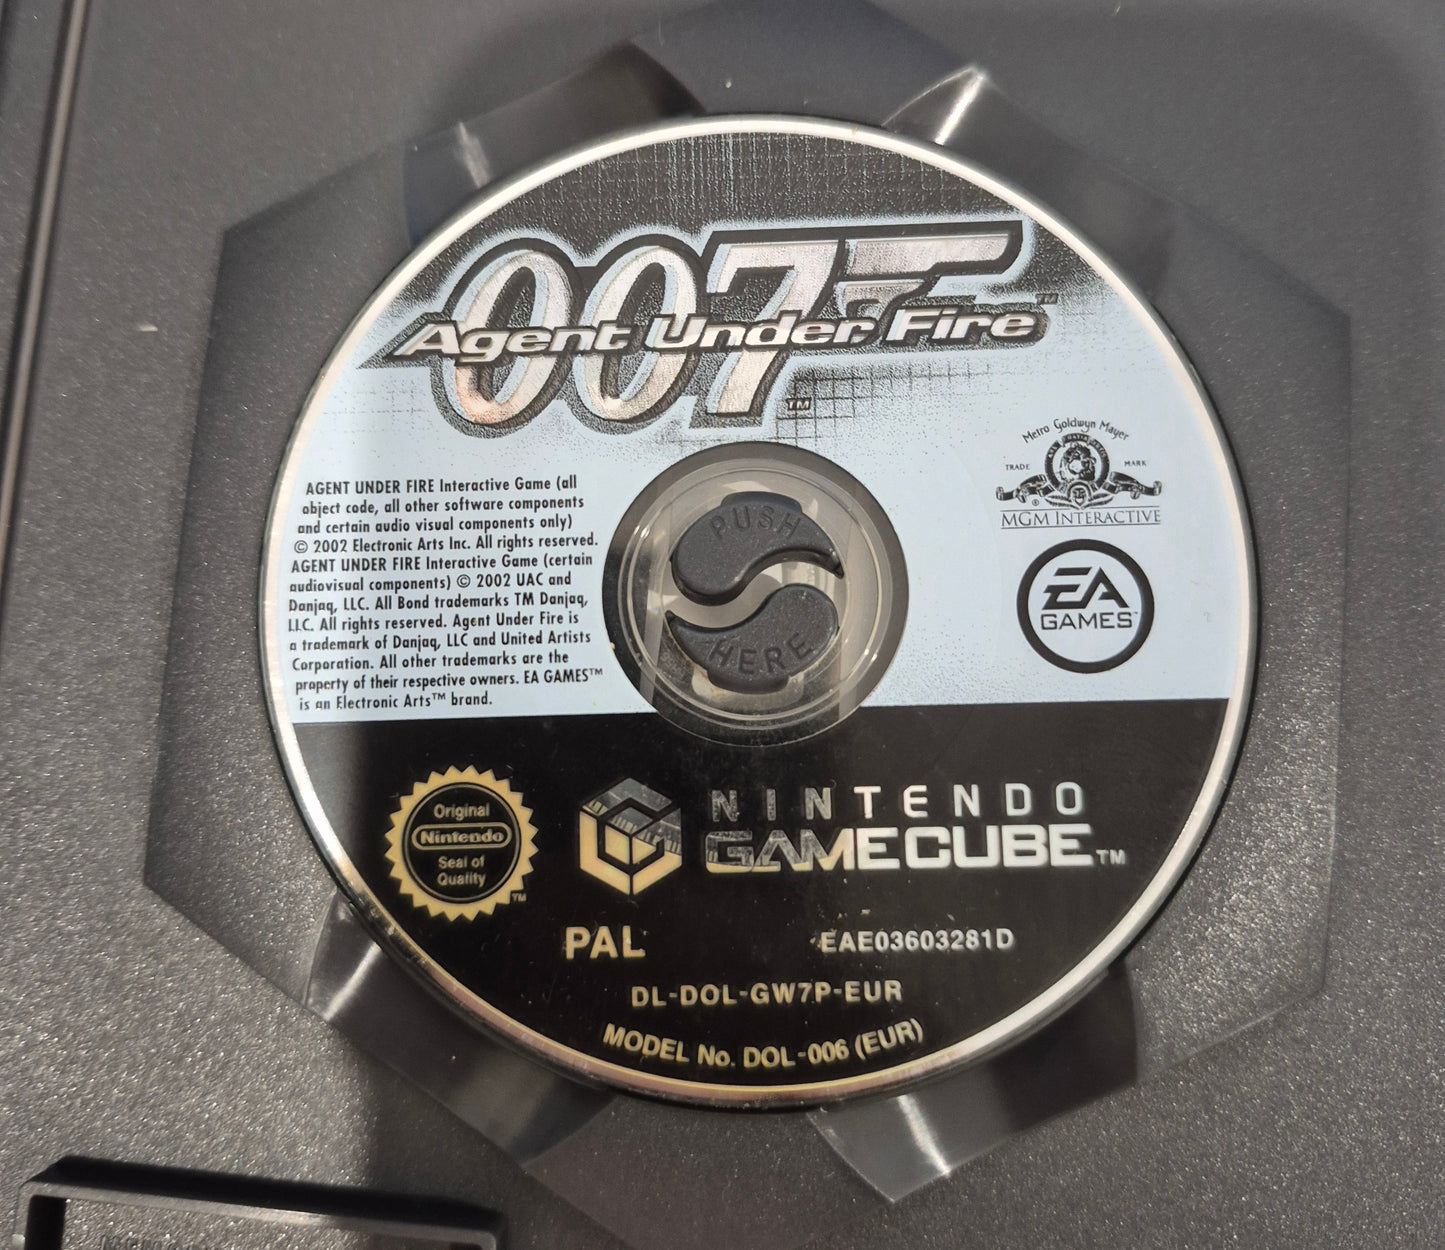 007
Agent Under Fire™
™
Metro Goldwyn Mayer
TRADE MARK
MGM INTERACTIVE
EA
GAMES™
AGENT UNDER FIRE Interactive Game (all
object code, all other software components
and certain audio visual components only)
© 2002 Electronic Arts Inc. All rights reserved.
AGENT UNDER FIRE Interactive Game (certain
audiovisual components) © 2002 UAC and
Danjaq, LLC. All Bond trademarks TM Danjaq,
LLC. All rights reserved. Agent Under Fire is
a trademark of Danjaq, LLC and United Artists
Corporation. All other trademarks are the
property of their respective owners. EA GAMES™
is an Electronic Arts™ brand.
PUSH
HERE
Original
Nintendo
Seal of
Quality
™
NINTENDO
GAMECUBE™
PAL
EAE03603281D
DL-DOL-GW7P-EUR
MODEL No. DOL-006 (EUR)